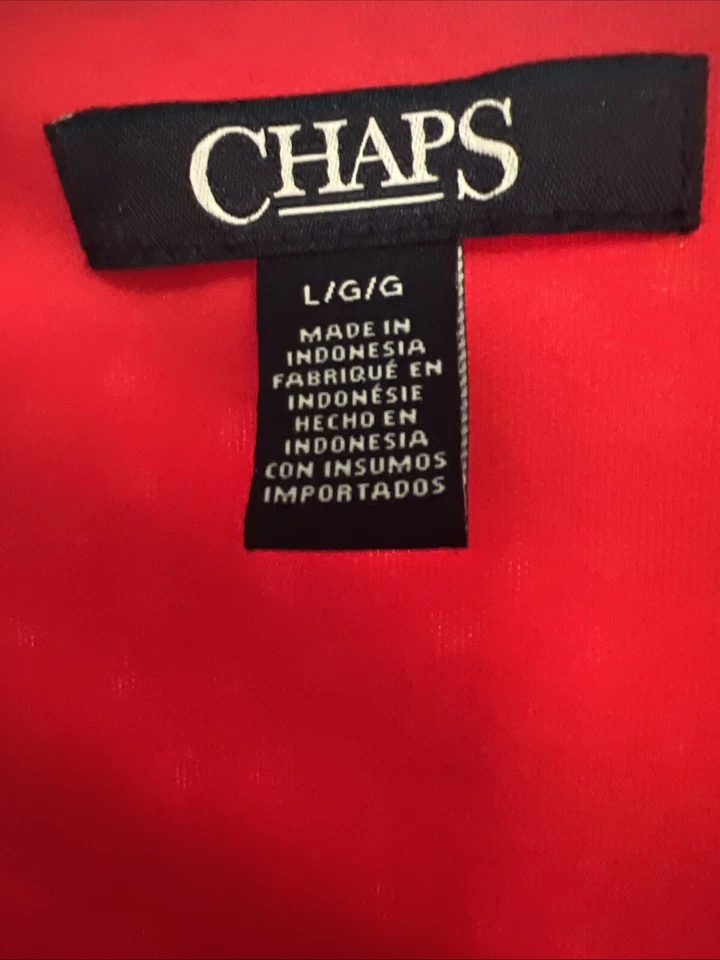 CHAPS
L/G/G
MADE IN
INDONESIA
FABRIQUÉ EN
INDONÉSIE
HECHO EN
INDONESIA
CON INSUMOS
IMPORTADOS